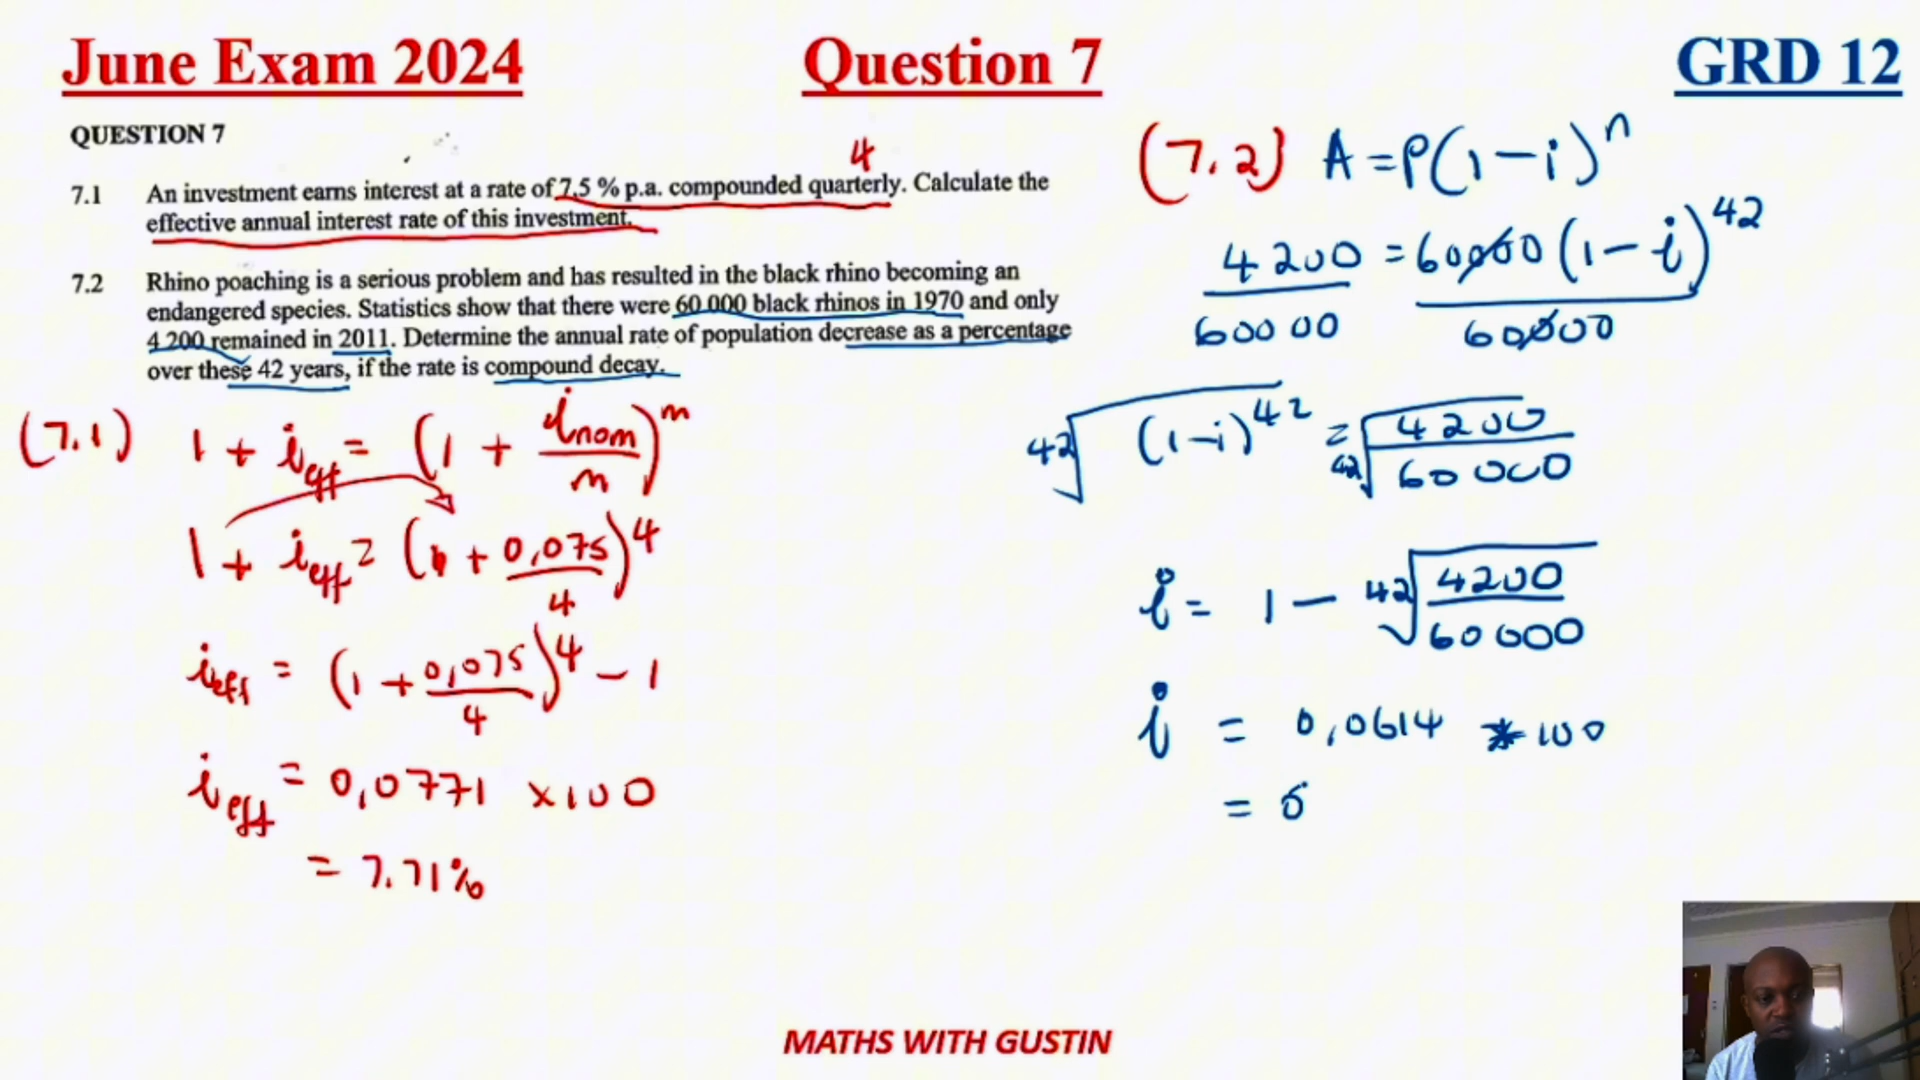 June Exam 2024
Question 7
GRD 12
QUESTION 7
4
7.1 An investment earns interest at a rate of 7,5 % p.a. compounded quarterly. Calculate the
effective annual interest rate of this investment.
7.2 Rhino poaching is a serious problem and has resulted in the black rhino becoming an
endangered species. Statistics show that there were 60 000 black rhinos in 1970 and only
4 200 remained in 2011. Determine the annual rate of population decrease as a percentage
over these 42 years, if the rate is compound decay.
(7.1) 1 + i_eff = (1 + i_nom/m)^m
1 + i_eff = (1 + 0,075/4)^4
i_eff = (1 + 0,075/4)^4 - 1
i_eff = 0,0771 x100
= 7.71%
(7.2) A = P(1 - i)^n
4200/60000 = 60000(1 - i)^42/60000
42√(1-i)^42 = 42√4200/60000
i = 1 - 42√4200/60000
i = 0,0614 *100
= 6
MATHS WITH GUSTIN